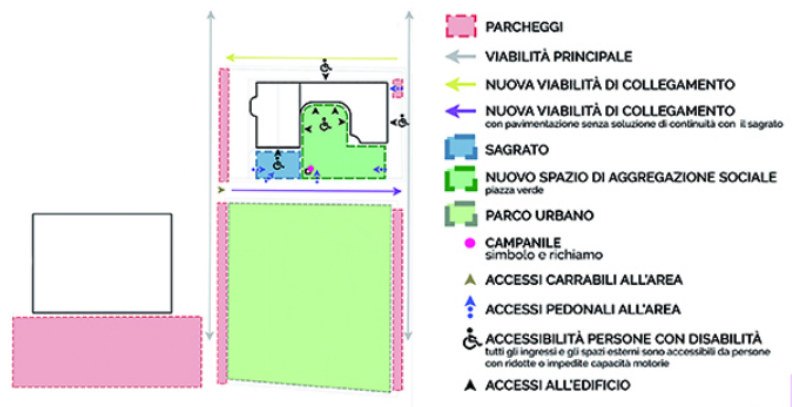 PARCHEGGI
VIABILITÀ PRINCIPALE
NUOVA VIABILITÀ DI COLLEGAMENTO
NUOVA VIABILITÀ DI COLLEGAMENTO
con pavimentazione senza soluzione di continuità con il sagrato
SAGRATO
NUOVO SPAZIO DI AGGREGAZIONE SOCIALE
piazza verde
PARCO URBANO
CAMPANILE
simbolo e richiamo
ACCESSI CARRABILI ALL'AREA
ACCESSI PEDONALI ALL'AREA
ACCESSIBILITÀ PERSONE CON DISABILITÀ
tutti gli ingressi e gli spazi esterni sono accessibili da persone
con ridotte o impedite capacità motorie
ACCESSI ALL'EDIFICIO